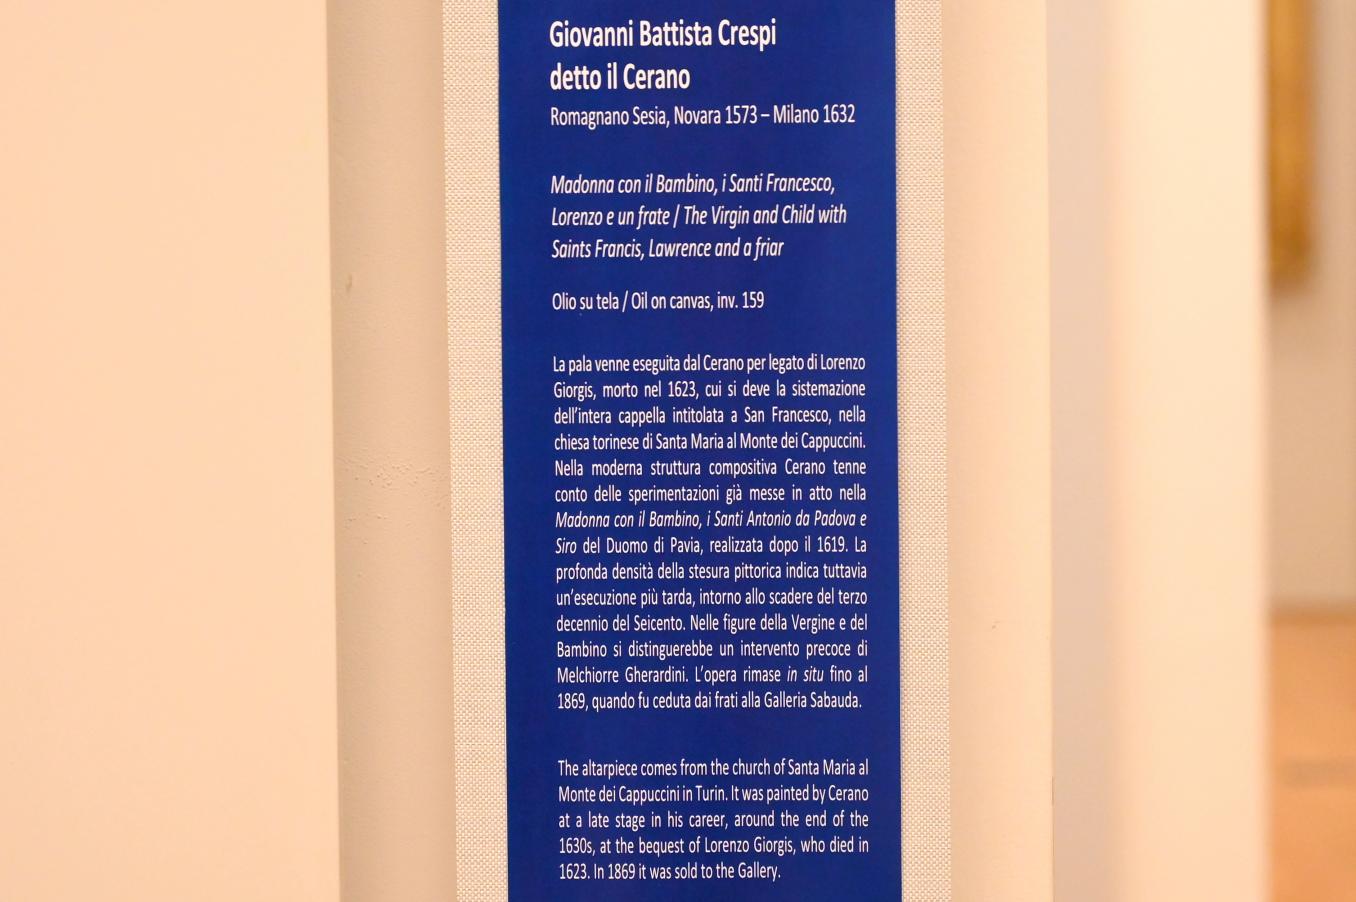 Giovanni Battista Crespi
detto il Cerano
Romagnano Sesia, Novara 1573 – Milano 1632
Madonna con il Bambino, i Santi Francesco,
Lorenzo e un frate / The Virgin and Child with
Saints Francis, Lawrence and a friar
Olio su tela / Oil on canvas, inv. 159
La pala venne eseguita dal Cerano per legato di Lorenzo
Giorgis, morto nel 1623, cui si deve la sistemazione
dell’intera cappella intitolata a San Francesco, nella
chiesa torinese di Santa Maria al Monte dei Cappuccini.
Nella moderna struttura compositiva Cerano tenne
conto delle sperimentazioni già messe in atto nella
Madonna con il Bambino, i Santi Antonio da Padova e
Siro del Duomo di Pavia, realizzata dopo il 1619. La
profonda densità della stesura pittorica indica tuttavia
un’esecuzione più tarda, intorno allo scadere del terzo
decennio del Seicento. Nelle figure della Vergine e del
Bambino si distinguerebbe un intervento precoce di
Melchiorre Gherardini. L’opera rimase in situ fino al
1869, quando fu ceduta dai frati alla Galleria Sabauda.
The altarpiece comes from the church of Santa Maria al
Monte dei Cappuccini in Turin. It was painted by Cerano
at a late stage in his career, around the end of the
1630s, at the bequest of Lorenzo Giorgis, who died in
1623. In 1869 it was sold to the Gallery.